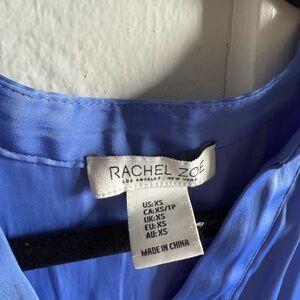 RACHEL ZOE
LOS ANGELES NEW YORK
US:XS
CA:XS/TP
UK:XS
EU:XS
AU:XS
MADE IN CHINA